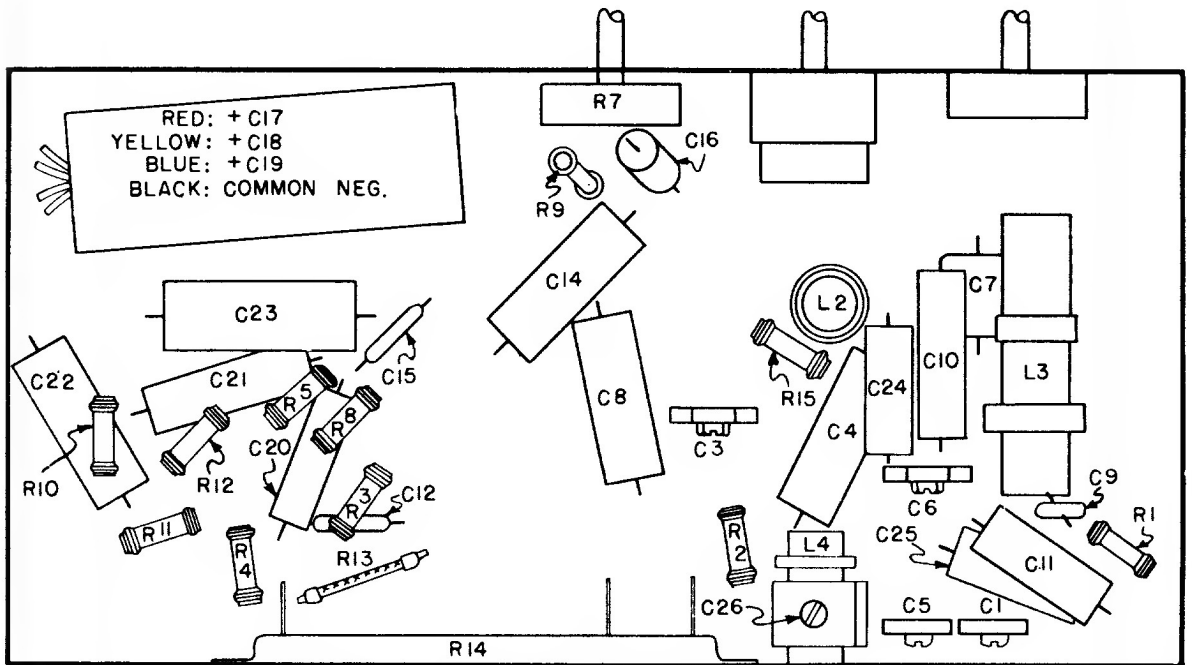 RED: + C17
YELLOW: + C18
BLUE: + C19
BLACK: COMMON NEG.
R7
C16
R9
C14
C7
L2
C23
C15
C10
L3
C22
C21
R5
R8
C8
R15
C24
C4
C3
R10
R12
C20
C6
C9
R3
C12
R1
R11
R2
C25
L4
C11
R4
R13
C26
C5
C1
R14